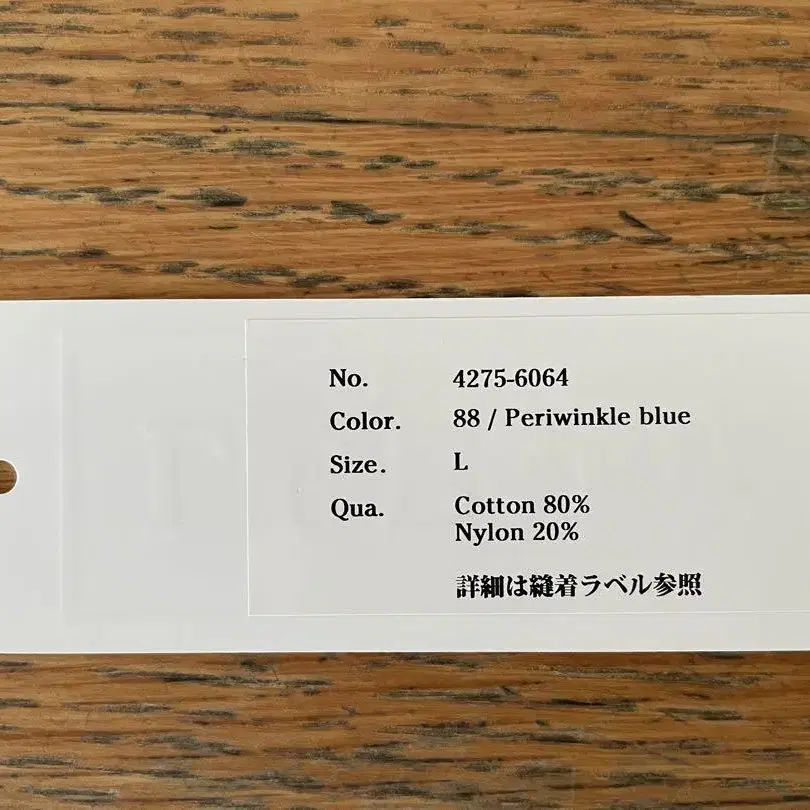 No. 4275-6064
Color. 88 / Periwinkle blue
Size. L
Qua. Cotton 80%
Nylon 20%
詳細は縫着ラベル参照